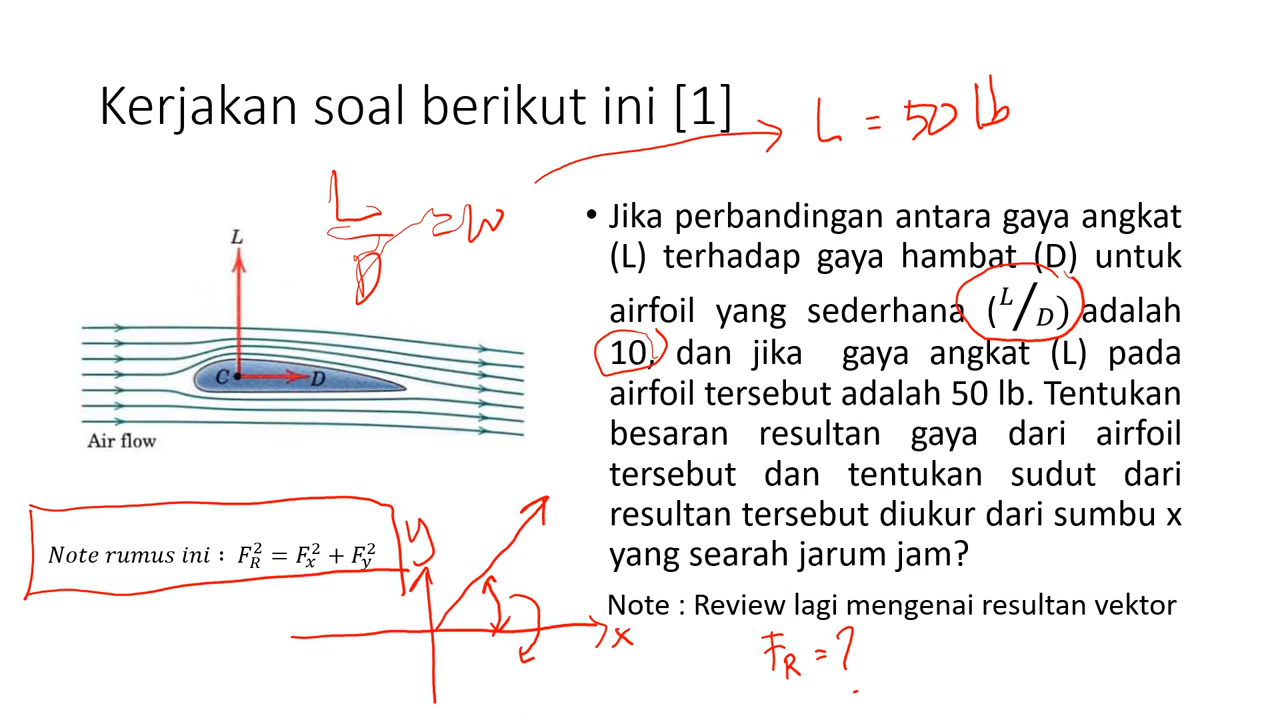 Kerjakan soal berikut ini [1]
L = 50 lb
L
D
= 10
• Jika perbandingan antara gaya angkat
(L) terhadap gaya hambat (D) untuk
airfoil yang sederhana (L/D) adalah
10, dan jika gaya angkat (L) pada
airfoil tersebut adalah 50 lb. Tentukan
besaran resultan gaya dari airfoil
tersebut dan tentukan sudut dari
resultan tersebut diukur dari sumbu x
yang searah jarum jam?
Note : Review lagi mengenai resultan vektor
F_R = ?
L
C
D
Air flow
Note rumus ini : F_R^2 = F_x^2 + F_y^2
y
x